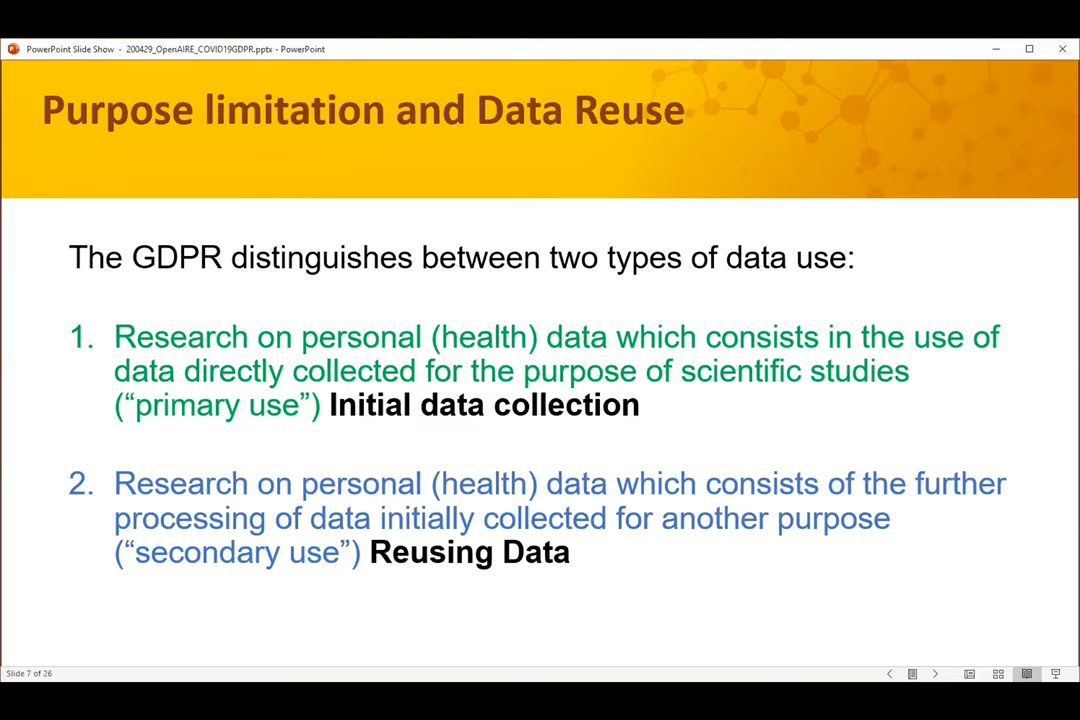 PowerPoint Slide Show - 200429_OpenAIRE_COVID19GDPR.pptx - PowerPoint
Purpose limitation and Data Reuse
The GDPR distinguishes between two types of data use:
1. Research on personal (health) data which consists in the use of
data directly collected for the purpose of scientific studies
(“primary use”) Initial data collection
2. Research on personal (health) data which consists of the further
processing of data initially collected for another purpose
(“secondary use”) Reusing Data
Slide 7 of 26